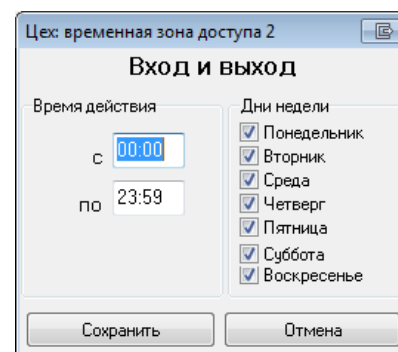 Цех: временная зона доступа 2
Вход и выход
Время действия
с 00:00
по 23:59
Дни недели
Понедельник
Вторник
Среда
Четверг
Пятница
Суббота
Воскресенье
Сохранить
Отмена